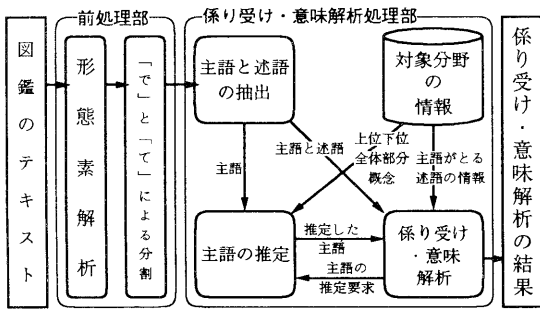 前処理部
係り受け・意味解析処理部
図鑑のテキスト
形態素解析
「で」と「て」による分割
主語と述語
の抽出
対象分野
の
情報
主語
主語と述語
上位下位
全体部分
概念
主語がとる
述語の情報
主語の推定
推定した
主語
主語の
推定要求
係り受け
・意味
解析
係り受け・意味解析の結果